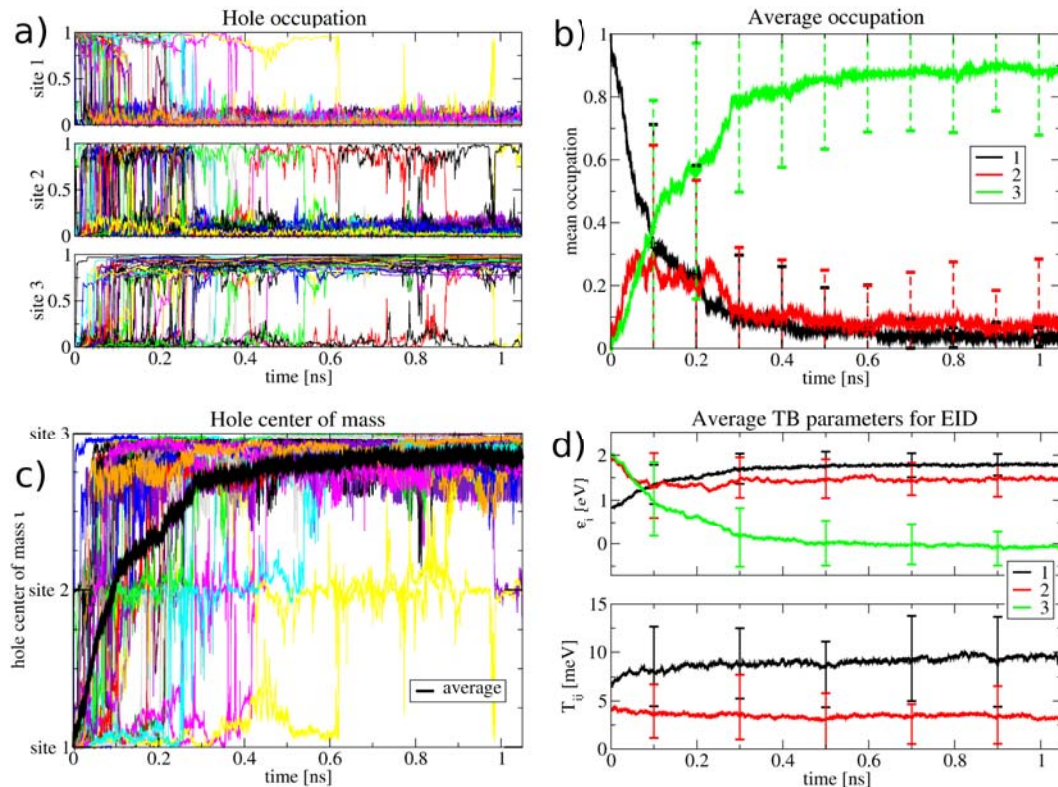 a)
Hole occupation
site 1
1
0.5
0
site 2
1
0.5
0
site 3
1
0.5
0
0 0.2 0.4 0.6 0.8 1
time [ns]
b)
Average occupation
mean occupation
1
0.8
0.6
0.4
0.2
0
1
2
3
0 0.2 0.4 0.6 0.8 1
time [ns]
c)
Hole center of mass
hole center of mass ι
site 3
site 2
site 1
average
0 0.2 0.4 0.6 0.8 1
time [ns]
d)
Average TB parameters for EID
εi [eV]
2
1
0
1
2
3
Tij [meV]
15
10
5
0
0 0.2 0.4 0.6 0.8 1
time [ns]